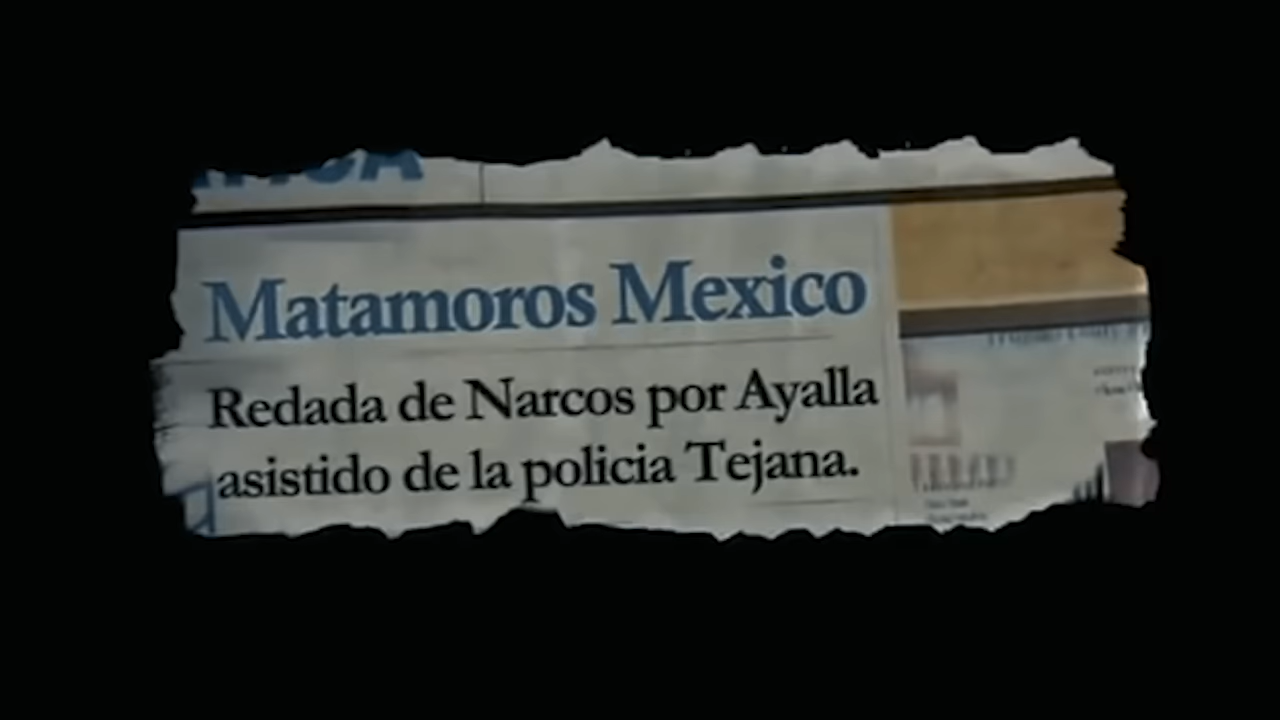 Matamoros Mexico
Redada de Narcos por Ayalla
asistido de la policia Tejana.